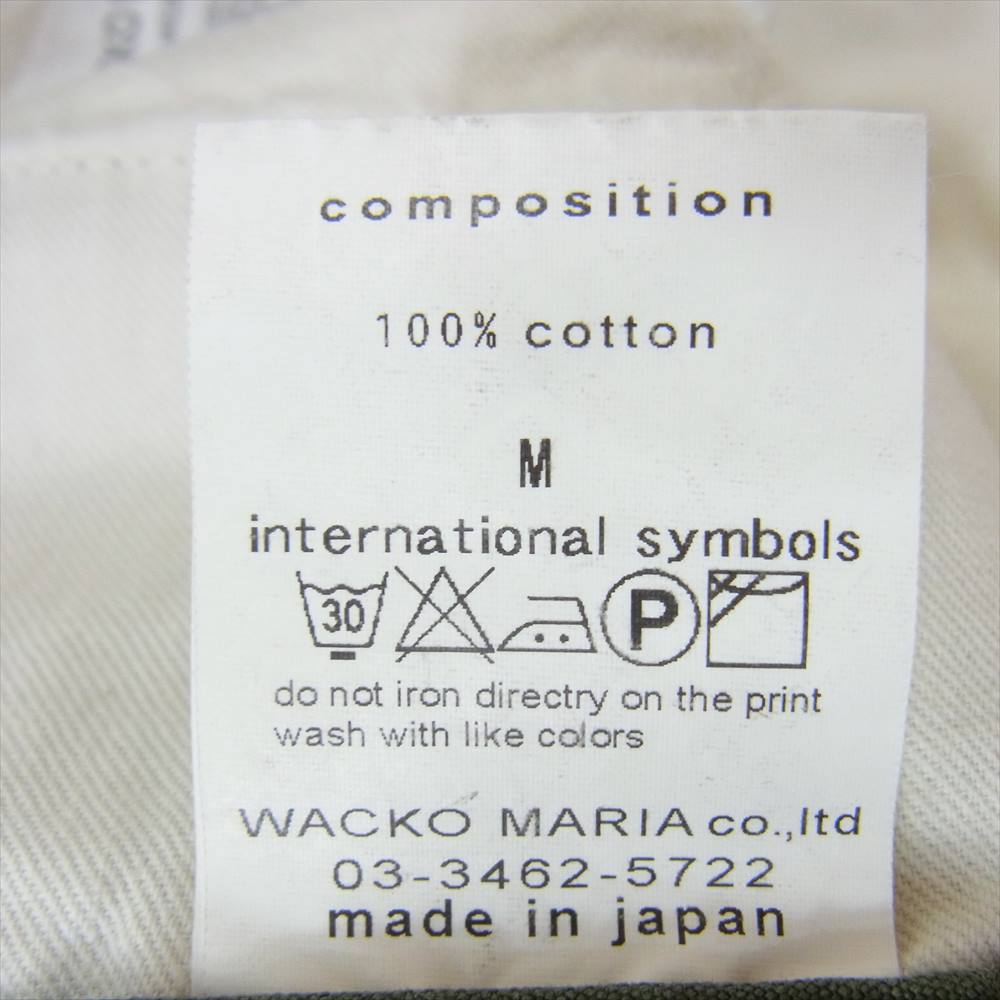 composition
100% cotton
M
international symbols
30 P
do not iron directry on the print
wash with like colors
WACKO MARIA co.,ltd
03-3462-5722
made in japan